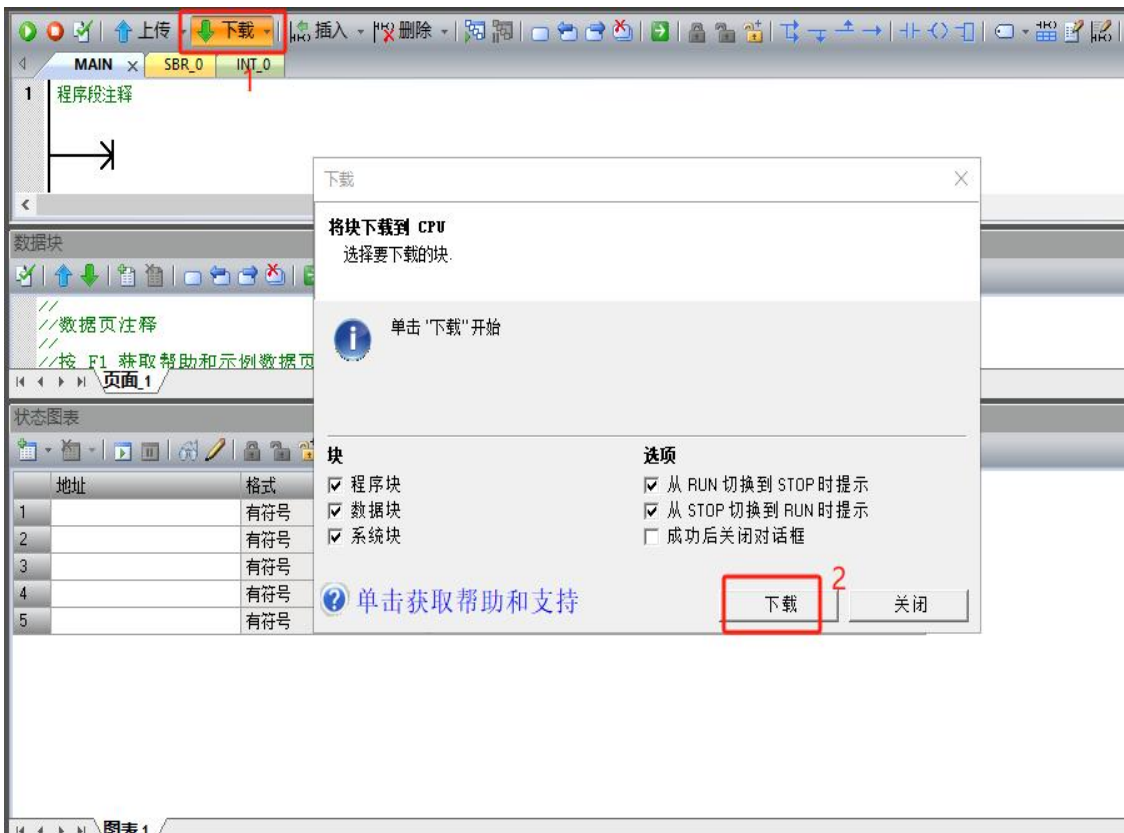 上传 下载 插入 删除
MAIN SBR_0 INT_0
1
1 程序段注释
数据块
//
//数据页注释
//
//按 F1 获取帮助和示例数据页
页面_1
状态图表
地址 格式
1 有符号
2 有符号
3 有符号
4 有符号
5 有符号
图表 1
下载
将块下载到 CPU
选择要下载的块.
单击 "下载" 开始
块 选项
程序块 从 RUN 切换到 STOP 时提示
数据块 从 STOP 切换到 RUN 时提示
系统块 成功后关闭对话框
单击获取帮助和支持
2
下载 关闭